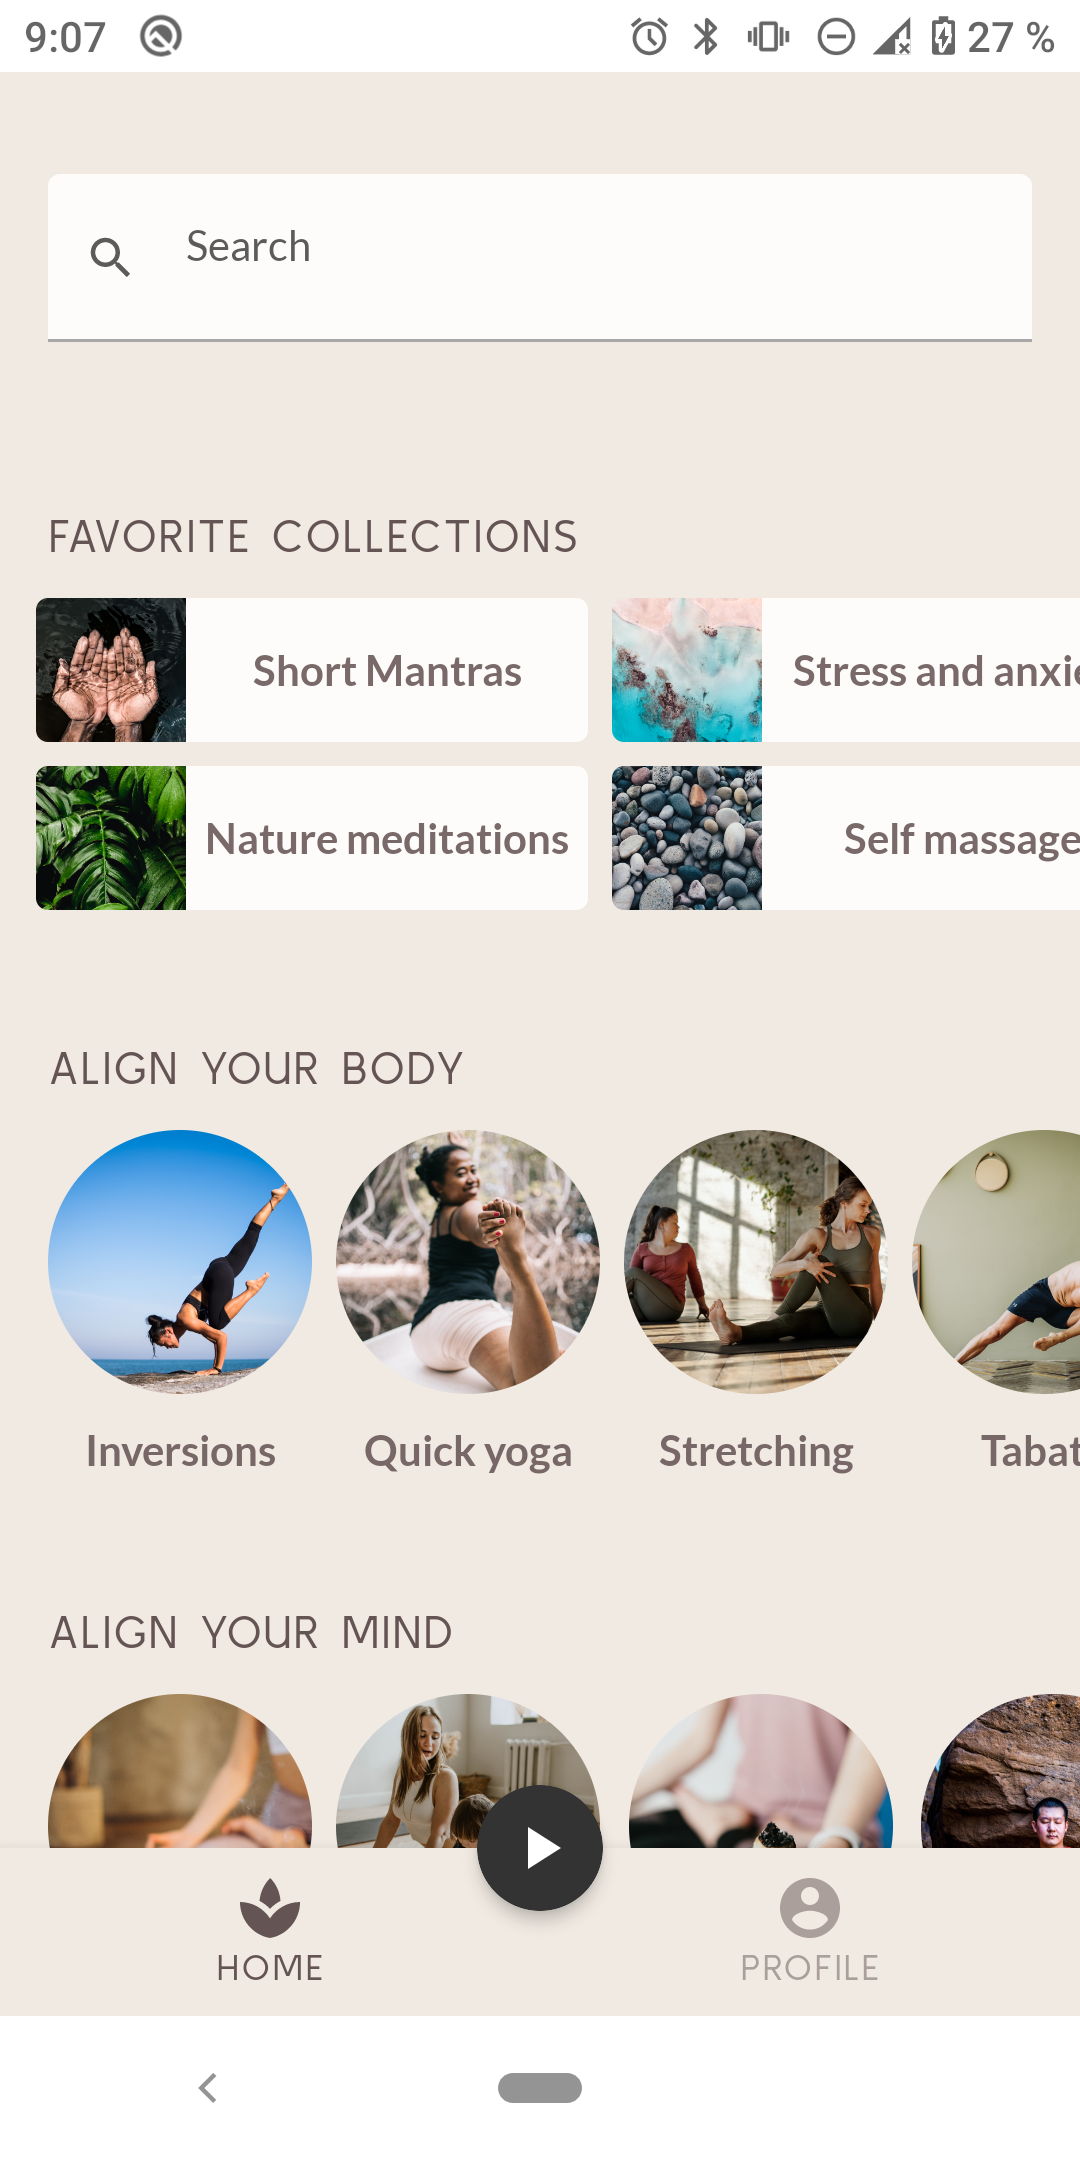 9:07 27 %
Search
FAVORITE COLLECTIONS
Short Mantras
Stress and anxie
Nature meditations
Self massage
ALIGN YOUR BODY
Inversions
Quick yoga
Stretching
Tabat
ALIGN YOUR MIND
HOME
PROFILE